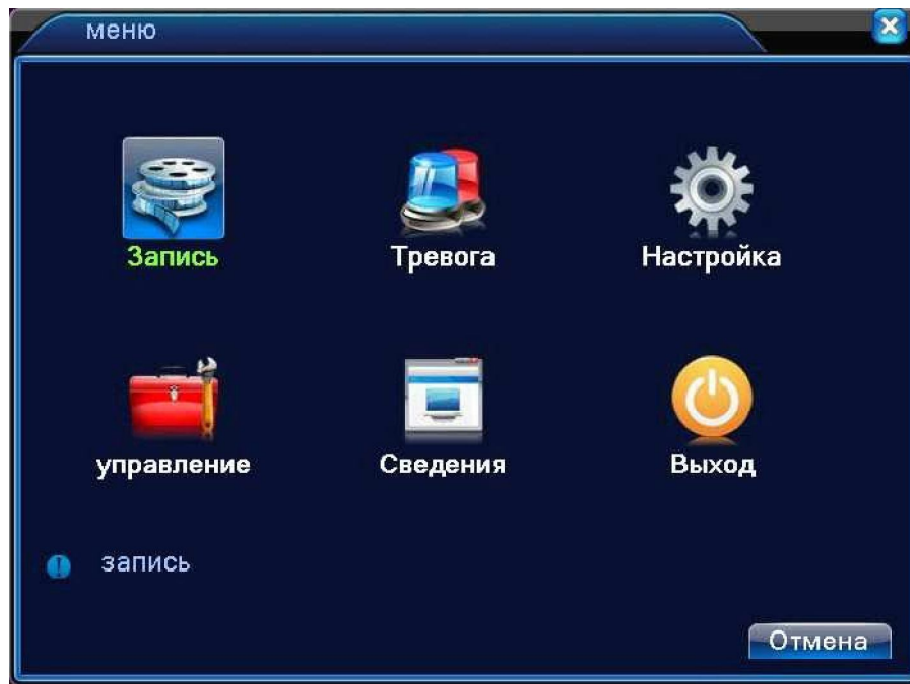 меню
Запись
Тревога
Настройка
управление
Сведения
Выход
запись
Отмена